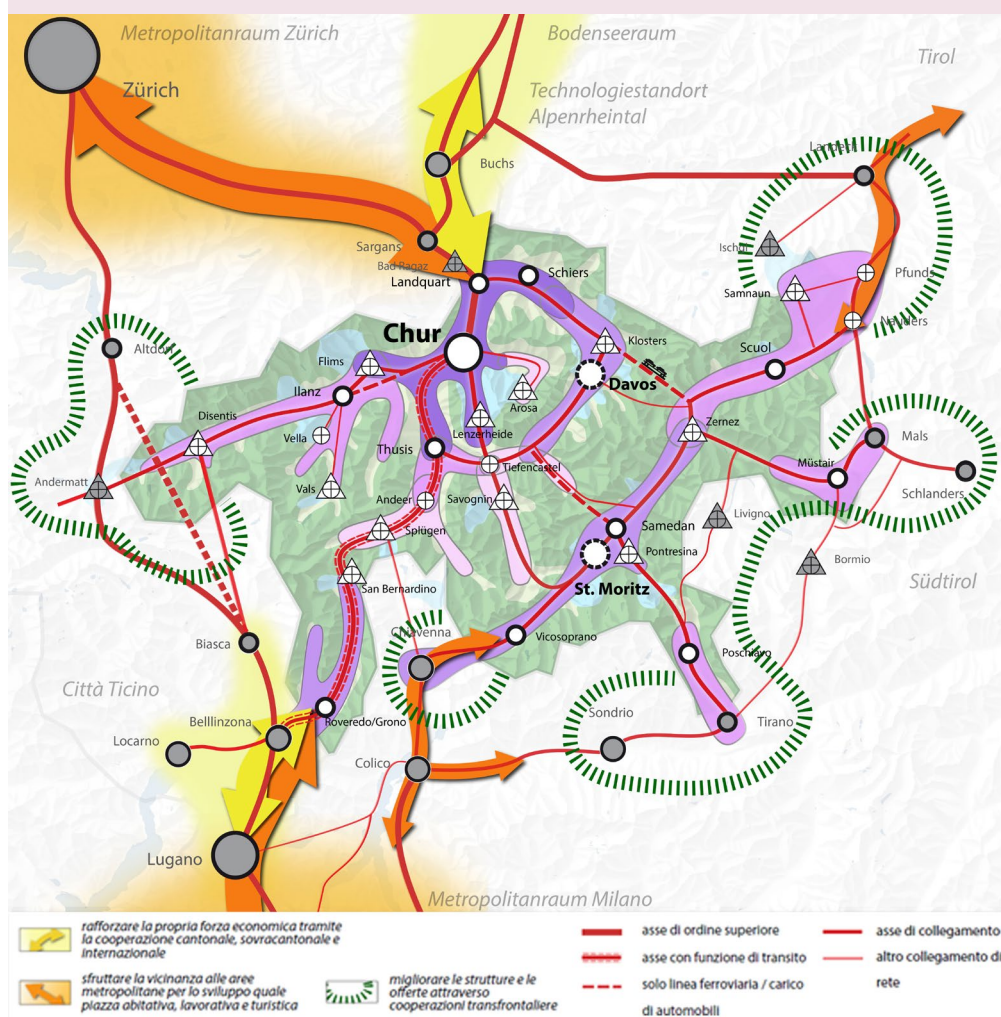 Metropolitanraum Zürich
Bodenseeraum
Tirol
Zürich
Technologiestandort
Alpenrheintal
Buchs
Landeck
Sargans
Bad Ragaz
Landquart
Schiers
Ischgl
Samnaun
Pfunds
Nauders
Chur
Altdorf
Flims
Klosters
Scuol
Davos
Ilanz
Arosa
Disentis
Vella
Lenzerheide
Zernez
Thusis
Tiefencastel
Mals
Müstair
Andermatt
Vals
Andeer
Savognin
Schlanders
Splügen
Samedan
Livigno
Pontresina
Bormio
San Bernardino
St. Moritz
Südtirol
Biasca
Chiavenna
Vicosoprano
Poschiavo
Città Ticino
Belllinzona
Roveredo/Grono
Sondrio
Tirano
Locarno
Colico
Lugano
Metropolitanraum Milano
rafforzare la propria forza economica tramite
la cooperazione cantonale, sovracantonale e
internazionale
sfruttare la vicinanza alle aree
metropolitane per lo sviluppo quale
piazza abitativa, lavorativa e turistica
migliorare le strutture e le
offerte attraverso
cooperazioni transfrontaliere
asse di ordine superiore
asse con funzione di transito
solo linea ferroviaria / carico
di automobili
asse di collegamento
altro collegamento di
rete